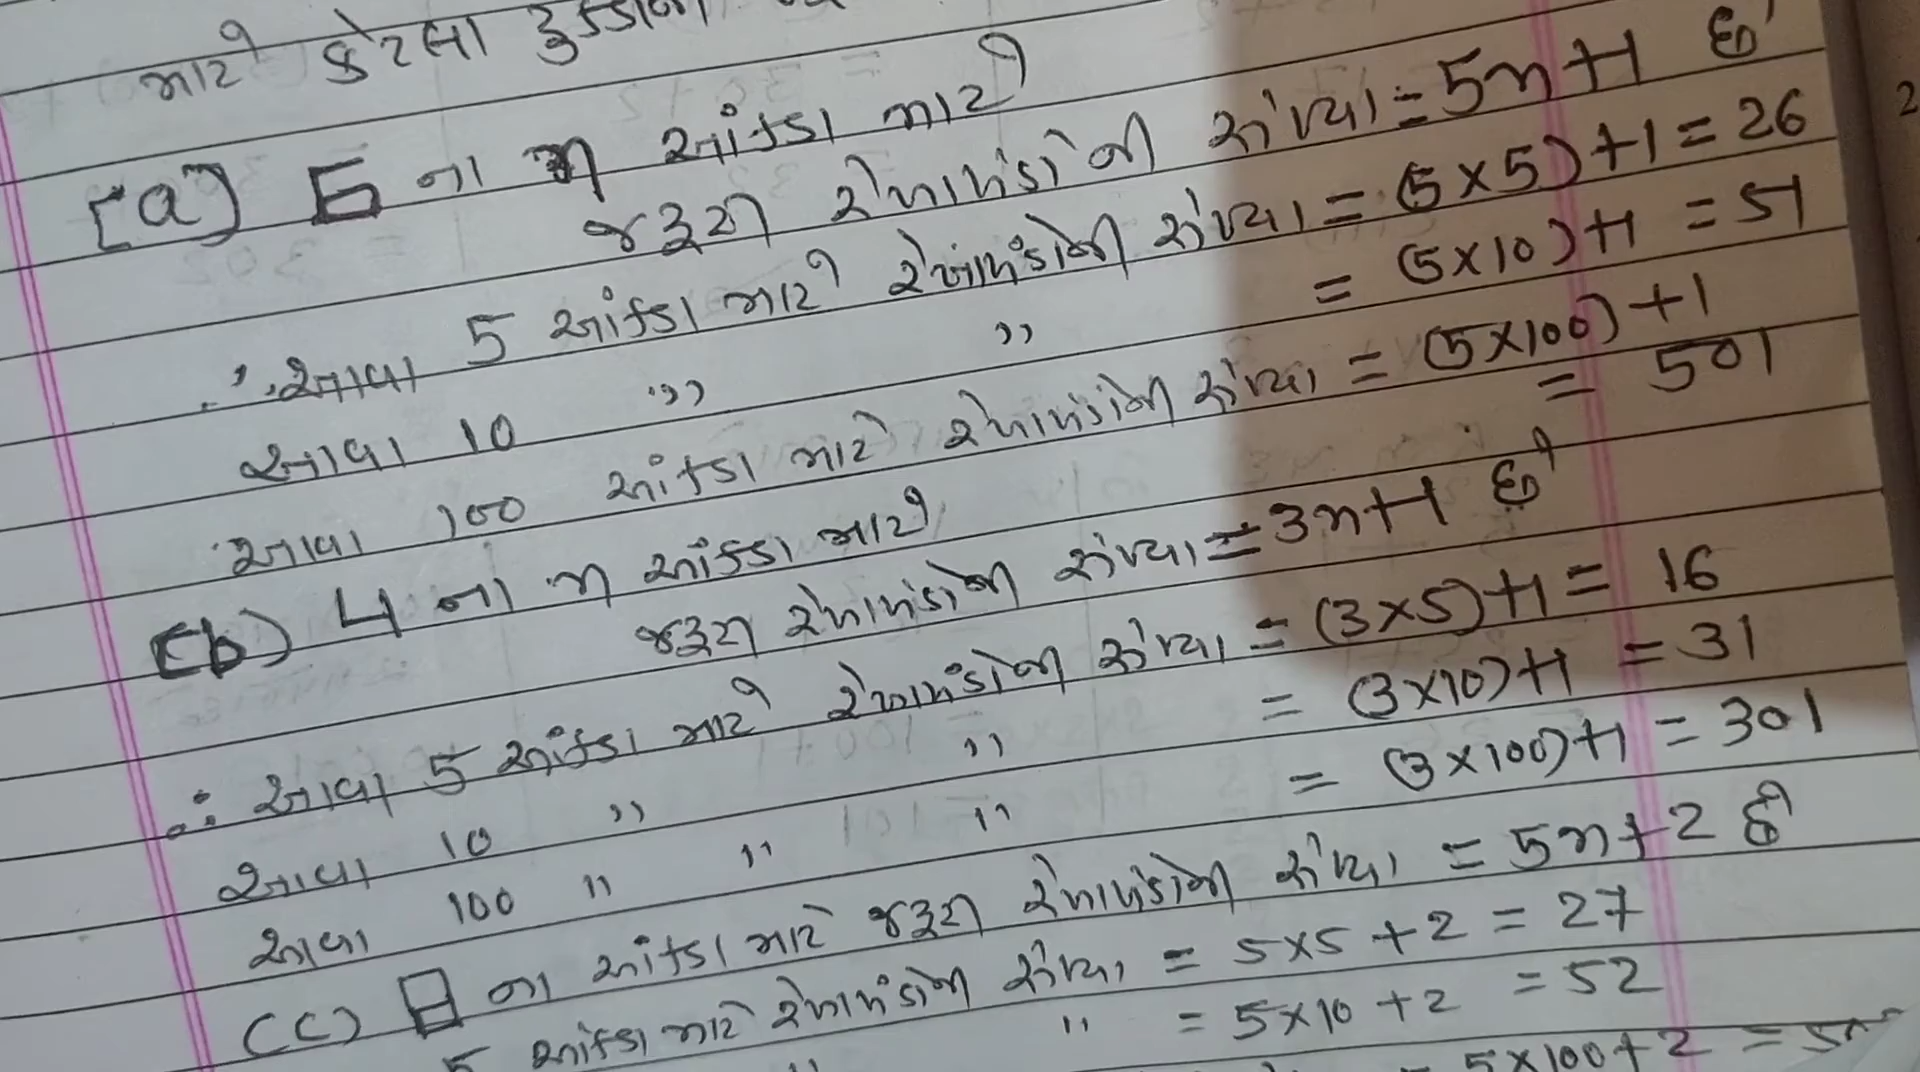 માટે કેટલા
(a) 5 ના n આંકડા માટે
જરૂરી રેખાખંડોની સંખ્યા = 5n+1 છે
∴ આવા 5 આંકડા માટે રેખાખંડોની સંખ્યા = (5×5)+1 = 26
આવા 10 ,, ,, = (5×10)+1 = 51
આવા 100 આંકડા માટે રેખાખંડોની સંખ્યા = (5×100)+1
= 501
(b) 4 ના n આંકડા માટે
જરૂરી રેખાખંડોની સંખ્યા = 3n+1 છે
∴ આવા 5 આંકડા માટે રેખાખંડોની સંખ્યા = (3×5)+1 = 16
આવા 10 ,, ,, = (3×10)+1 = 31
આવા 100 ,, ,, ,, = (3×100)+1 = 301
(c) 8 ના આંકડા માટે જરૂરી રેખાખંડોની સંખ્યા = 5n+2 છે
5 આંકડા માટે રેખાખંડોની સંખ્યા = 5×5+2 = 27
,, = 5×10+2 = 52
,, = 5×100+2 =